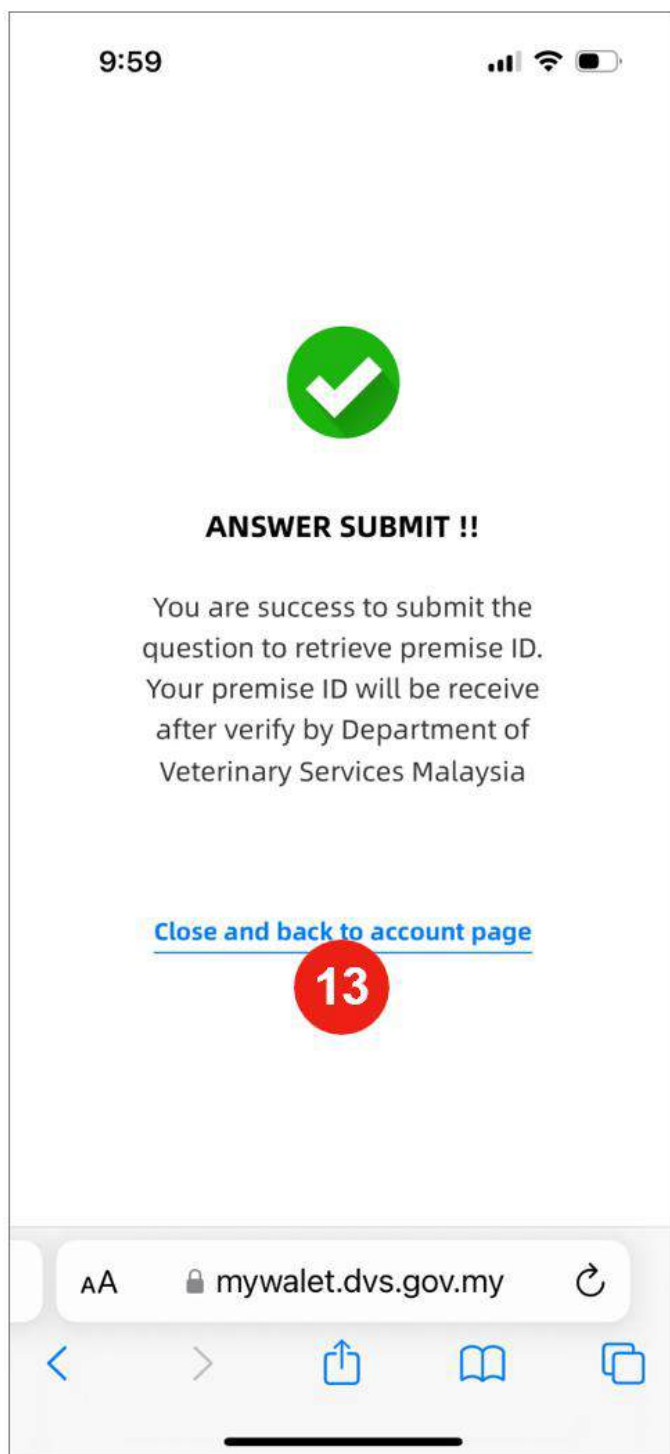 9:59
ANSWER SUBMIT !!
You are success to submit the
question to retrieve premise ID.
Your premise ID will be receive
after verify by Department of
Veterinary Services Malaysia
Close and back to account page
13
AA mywalet.dvs.gov.my